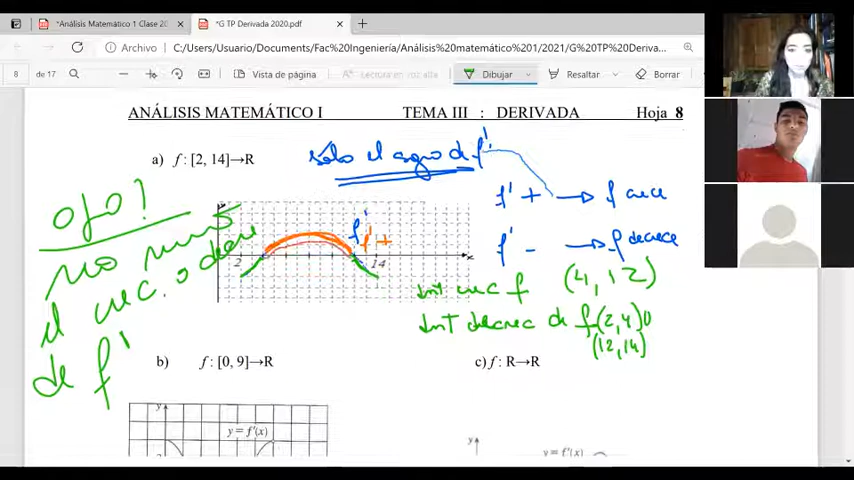 *Análisis Matemático 1 Clase 20
*G TP Derivada 2020.pdf
Archivo
C:/Users/Usuario/Documents/Fac%20Ingeniería/Análisis%20matemático%201/2021/G%20TP%20Deriva...
8
de 17
Vista de página
Lectura en voz alta
Dibujar
Resaltar
Borrar
ANÁLISIS MATEMÁTICO I
TEMA III : DERIVADA
Hoja 8
a) f : [2, 14]→R
sólo el signo de f'
f' + → f crece
f' - → f decrece
ojo!
no miro
el crec. o decre
de f'
f'
f' +
2
14
x
Int crec f (4, 12)
Int decrec de f (2,4) U
(12,14)
b) f : [0, 9]→R
c) f : R→R
y
y = f'(x)
y
y = f'(x)